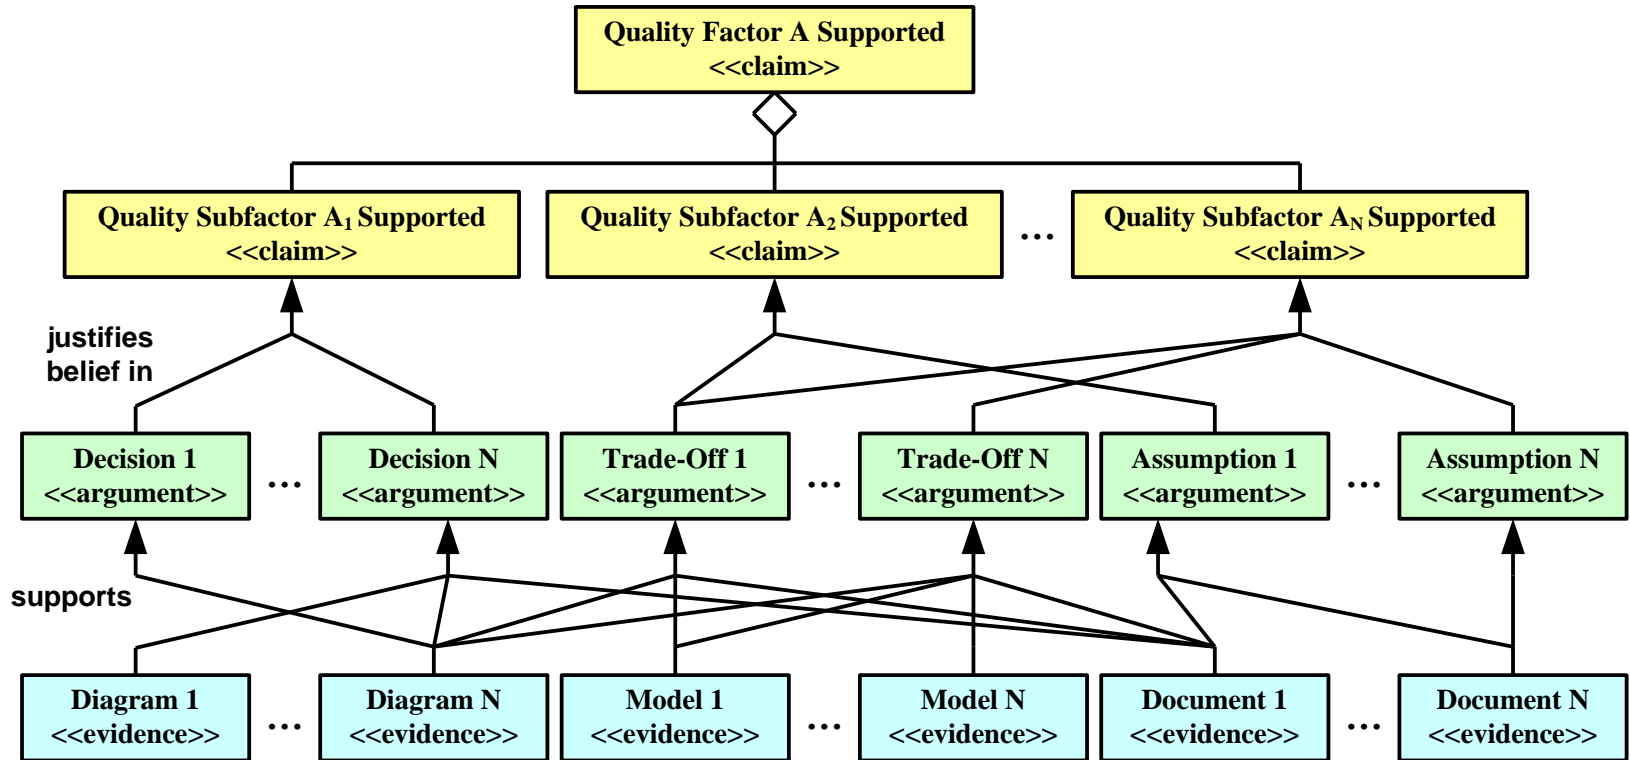 Quality Factor A Supported
<<claim>>
Quality Subfactor A1 Supported
<<claim>>
Quality Subfactor A2 Supported
<<claim>>
...
Quality Subfactor AN Supported
<<claim>>
justifies
belief in
Decision 1
<<argument>>
...
Decision N
<<argument>>
Trade-Off 1
<<argument>>
...
Trade-Off N
<<argument>>
Assumption 1
<<argument>>
...
Assumption N
<<argument>>
supports
Diagram 1
<<evidence>>
...
Diagram N
<<evidence>>
Model 1
<<evidence>>
...
Model N
<<evidence>>
Document 1
<<evidence>>
...
Document N
<<evidence>>